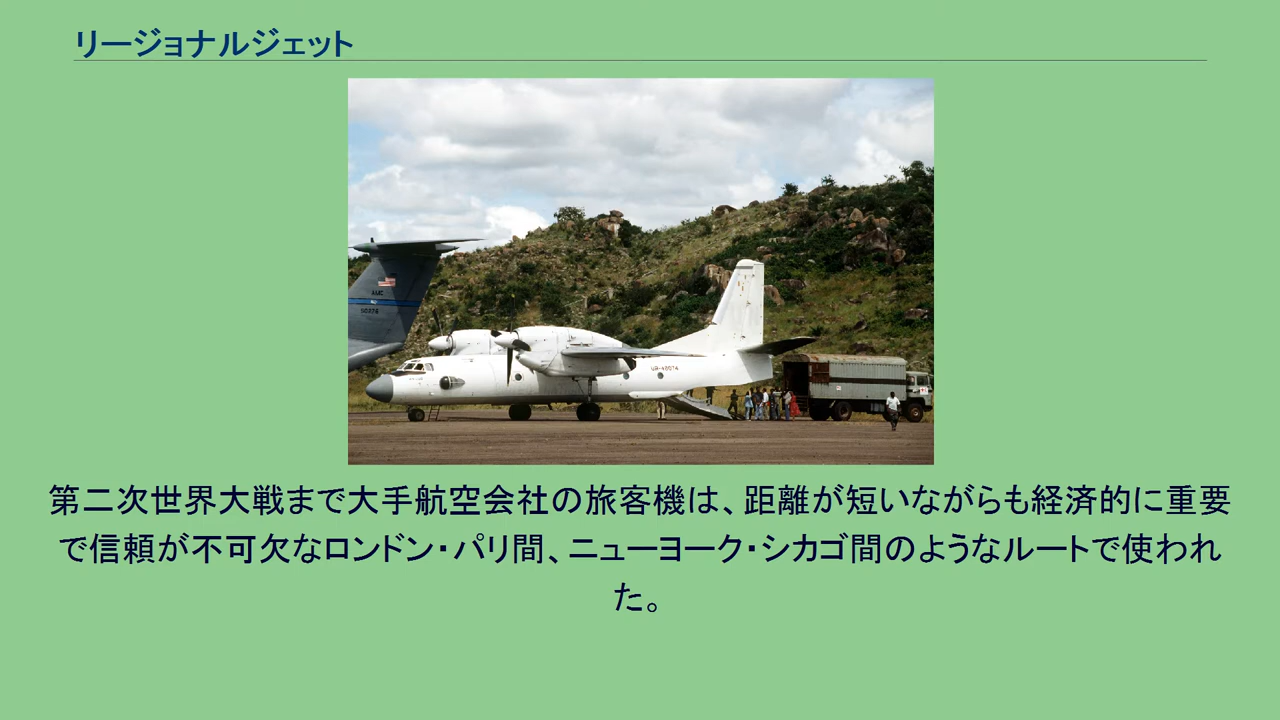 リージョナルジェット
AMC
50276
UR-48074
第二次世界大戦まで大手航空会社の旅客機は、距離が短いながらも経済的に重要
で信頼が不可欠なロンドン・パリ間、ニューヨーク・シカゴ間のようなルートで使われ
た。